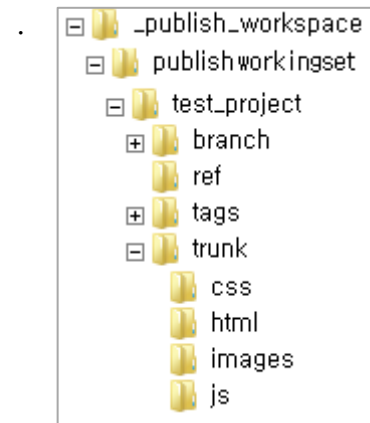 _publish_workspace
publishworkingset
test_project
branch
ref
tags
trunk
css
html
images
js